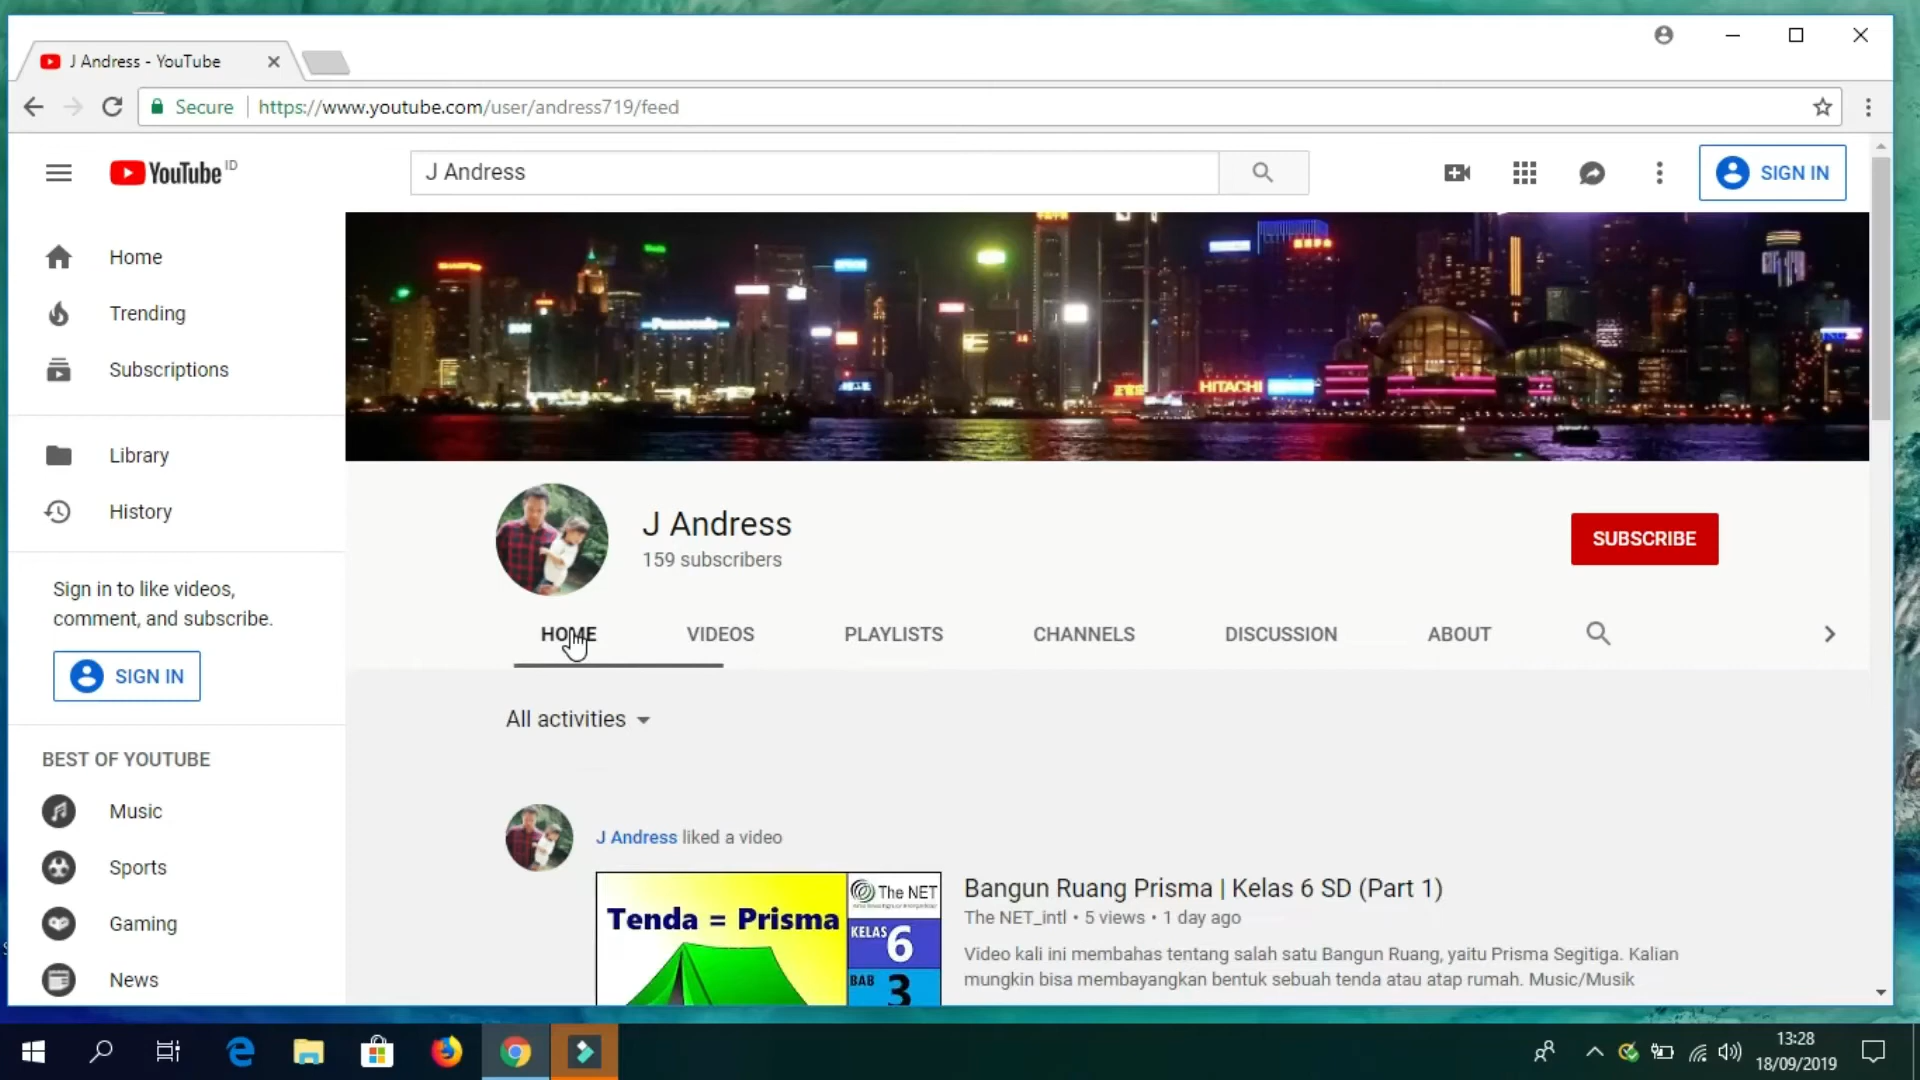 J Andress - YouTube
Secure
https://www.youtube.com/user/andress719/feed
YouTube ID
J Andress
SIGN IN
Home
Trending
Subscriptions
Library
History
Sign in to like videos,
comment, and subscribe.
SIGN IN
BEST OF YOUTUBE
Music
Sports
Gaming
News
Panasonic
HITACHI
J Andress
159 subscribers
SUBSCRIBE
HOME
VIDEOS
PLAYLISTS
CHANNELS
DISCUSSION
ABOUT
All activities
J Andress liked a video
Tenda = Prisma
The NET
KELAS
6
BAB
3
Bangun Ruang Prisma | Kelas 6 SD (Part 1)
The NET_intl • 5 views • 1 day ago
Video kali ini membahas tentang salah satu Bangun Ruang, yaitu Prisma Segitiga. Kalian
mungkin bisa membayangkan bentuk sebuah tenda atau atap rumah. Music/Musik
13:28
18/09/2019